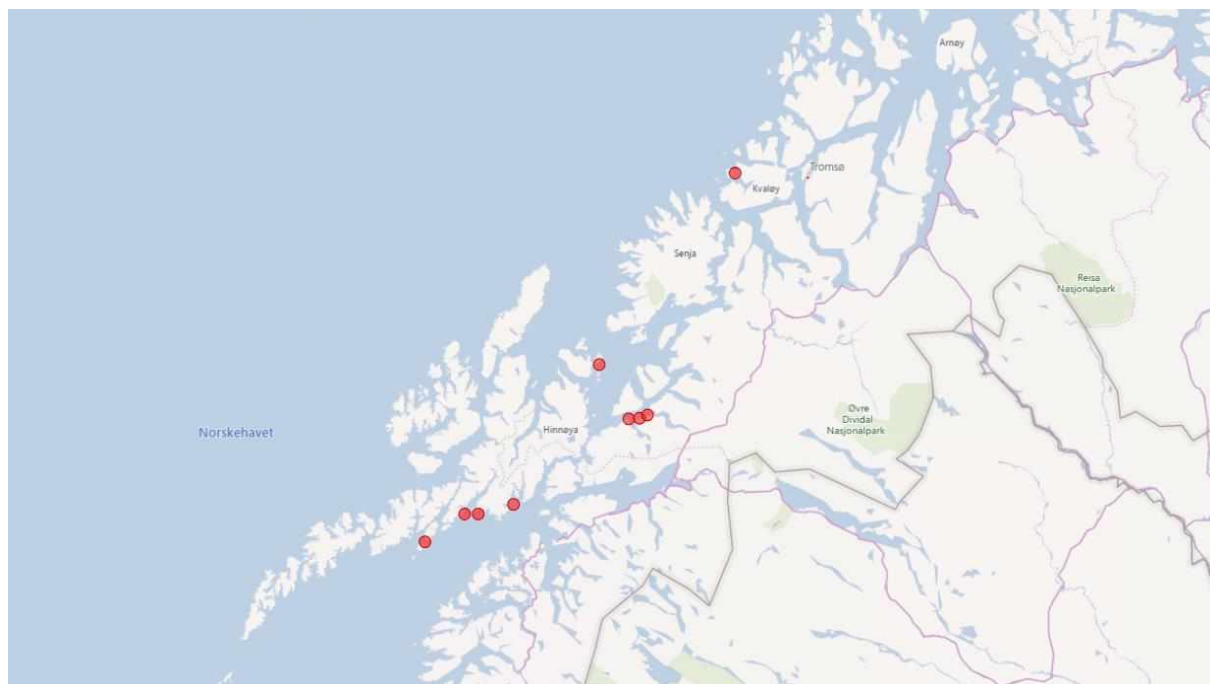 Arnøy
Tromsø
Kvaløy
Senja
Reisa
Nasjonalpark
Øvre
Dividal
Nasjonalpark
Hinnøya
Norskehavet